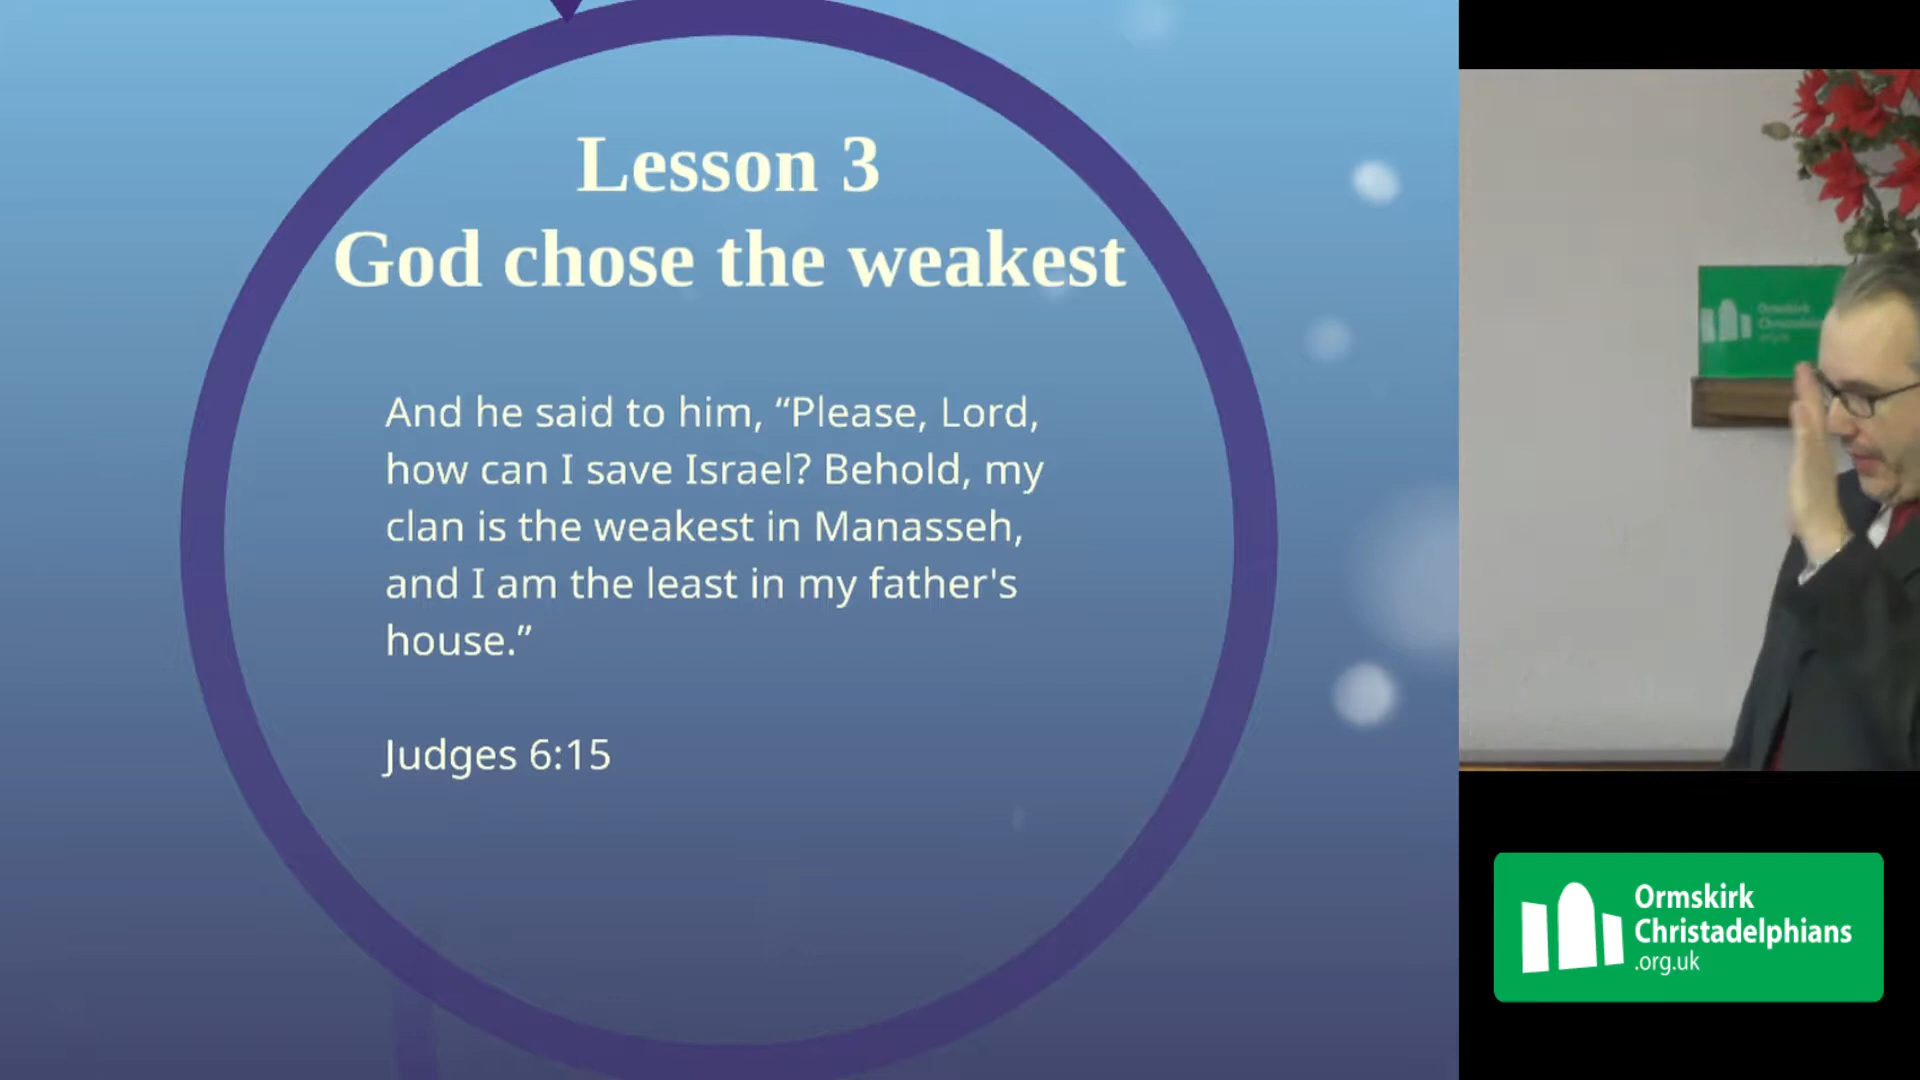 Lesson 3
God chose the weakest
And he said to him, “Please, Lord,
how can I save Israel? Behold, my
clan is the weakest in Manasseh,
and I am the least in my father's
house.”
Judges 6:15
Ormskirk
Ormskirk
Christadelphians
.org.uk